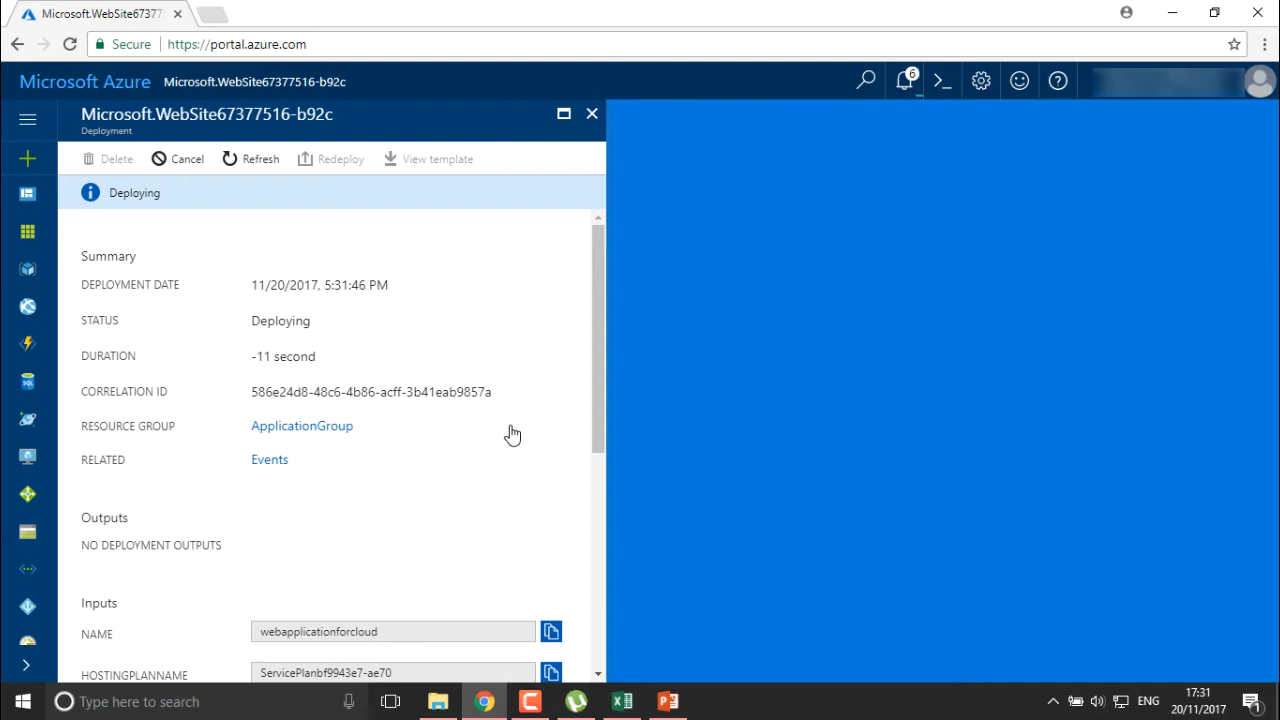 Microsoft.WebSite67377
Secure https://portal.azure.com
Microsoft Azure Microsoft.WebSite67377516-b92c
6
Microsoft.WebSite67377516-b92c
Deployment
Delete Cancel Refresh Redeploy View template
Deploying
Summary
DEPLOYMENT DATE 11/20/2017, 5:31:46 PM
STATUS Deploying
DURATION -11 second
CORRELATION ID 586e24d8-48c6-4b86-acff-3b41eab9857a
RESOURCE GROUP ApplicationGroup
RELATED Events
Outputs
NO DEPLOYMENT OUTPUTS
Inputs
NAME webapplicationforcloud
HOSTINGPLANNAME ServicePlanbf9943e7-ae70
Type here to search
ENG
17:31
20/11/2017
1